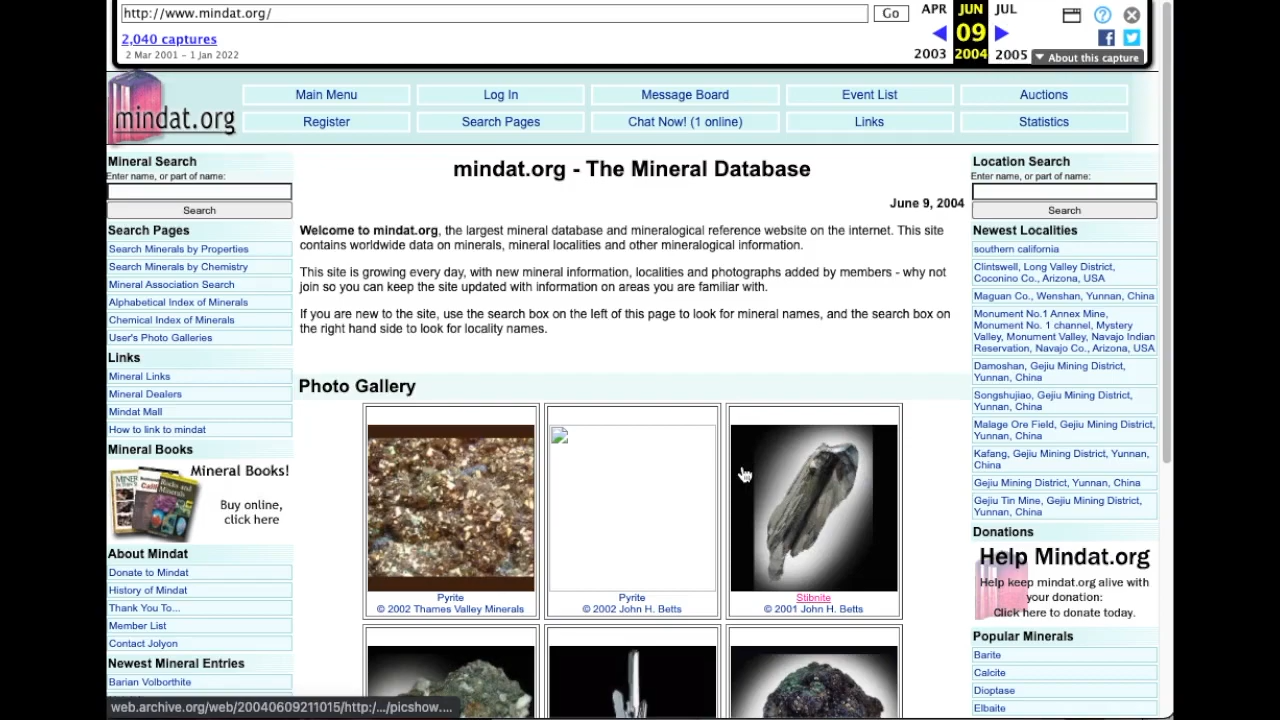 http://www.mindat.org/
Go
2,040 captures
2 Mar 2001 – 1 Jan 2022
APR JUN JUL
09
2003 2004 2005
About this capture
mindat.org
Main Menu Log In Message Board Event List Auctions
Register Search Pages Chat Now! (1 online) Links Statistics
Mineral Search
Enter name, or part of name:
Search
Search Pages
Search Minerals by Properties
Search Minerals by Chemistry
Mineral Association Search
Alphabetical Index of Minerals
Chemical Index of Minerals
User's Photo Galleries
Links
Mineral Links
Mineral Dealers
Mindat Mall
How to link to mindat
Mineral Books
Mineral Books!
Buy online,
click here
About Mindat
Donate to Mindat
History of Mindat
Thank You To...
Member List
Contact Jolyon
Newest Mineral Entries
Barian Volborthite
web.archive.org/web/20040609211015/http:/.../picshow....
mindat.org - The Mineral Database
June 9, 2004
Welcome to mindat.org, the largest mineral database and mineralogical reference website on the internet. This site
contains worldwide data on minerals, mineral localities and other mineralogical information.
This site is growing every day, with new mineral information, localities and photographs added by members - why not
join So you can keep the site updated with information on areas you are familiar with.
If you are new to the site, use the search box on the left of this page to look for mineral names, and the search box on
the right hand side to look for locality names.
Photo Gallery
Pyrite
© 2002 Thames Valley Minerals
Pyrite
© 2002 John H. Betts
Stibnite
© 2001 John H. Betts
Location Search
Enter name, or part of name:
Search
Newest Localities
southern california
Clintswell, Long Valley District,
Coconino Co., Arizona, USA
Maguan Co., Wenshan, Yunnan, China
Monument No.1 Annex Mine,
Monument No. 1 channel, Mystery
Valley, Monument Valley, Navajo Indian
Reservation, Navajo Co., Arizona, USA
Damoshan, Gejiu Mining District,
Yunnan, China
Songshujiao, Gejiu Mining District,
Yunnan, China
Malage Ore Field, Gejiu Mining District,
Yunnan, China
Kafang, Gejiu Mining District, Yunnan,
China
Gejiu Mining District, Yunnan, China
Gejiu Tin Mine, Gejiu Mining District,
Yunnan, China
Donations
Help Mindat.org
Help keep mindat.org alive with
your donation:
Click here to donate today.
Popular Minerals
Barite
Calcite
Dioptase
Elbaite